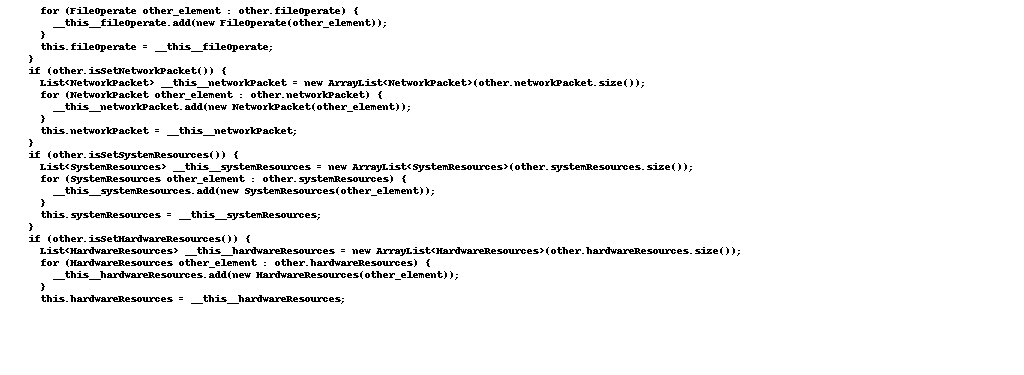 for (FileOperate other_element : other.fileOperate) {
__this__fileOperate.add(new FileOperate(other_element));
}
this.fileOperate = __this__fileOperate;
}
if (other.isSetNetworkPacket()) {
List<NetworkPacket> __this__networkPacket = new ArrayList<NetworkPacket>(other.networkPacket.size());
for (NetworkPacket other_element : other.networkPacket) {
__this__networkPacket.add(new NetworkPacket(other_element));
}
this.networkPacket = __this__networkPacket;
}
if (other.isSetSystemResources()) {
List<SystemResources> __this__systemResources = new ArrayList<SystemResources>(other.systemResources.size());
for (SystemResources other_element : other.systemResources) {
__this__systemResources.add(new SystemResources(other_element));
}
this.systemResources = __this__systemResources;
}
if (other.isSetHardwareResources()) {
List<HardwareResources> __this__hardwareResources = new ArrayList<HardwareResources>(other.hardwareResources.size());
for (HardwareResources other_element : other.hardwareResources) {
__this__hardwareResources.add(new HardwareResources(other_element));
}
this.hardwareResources = __this__hardwareResources;